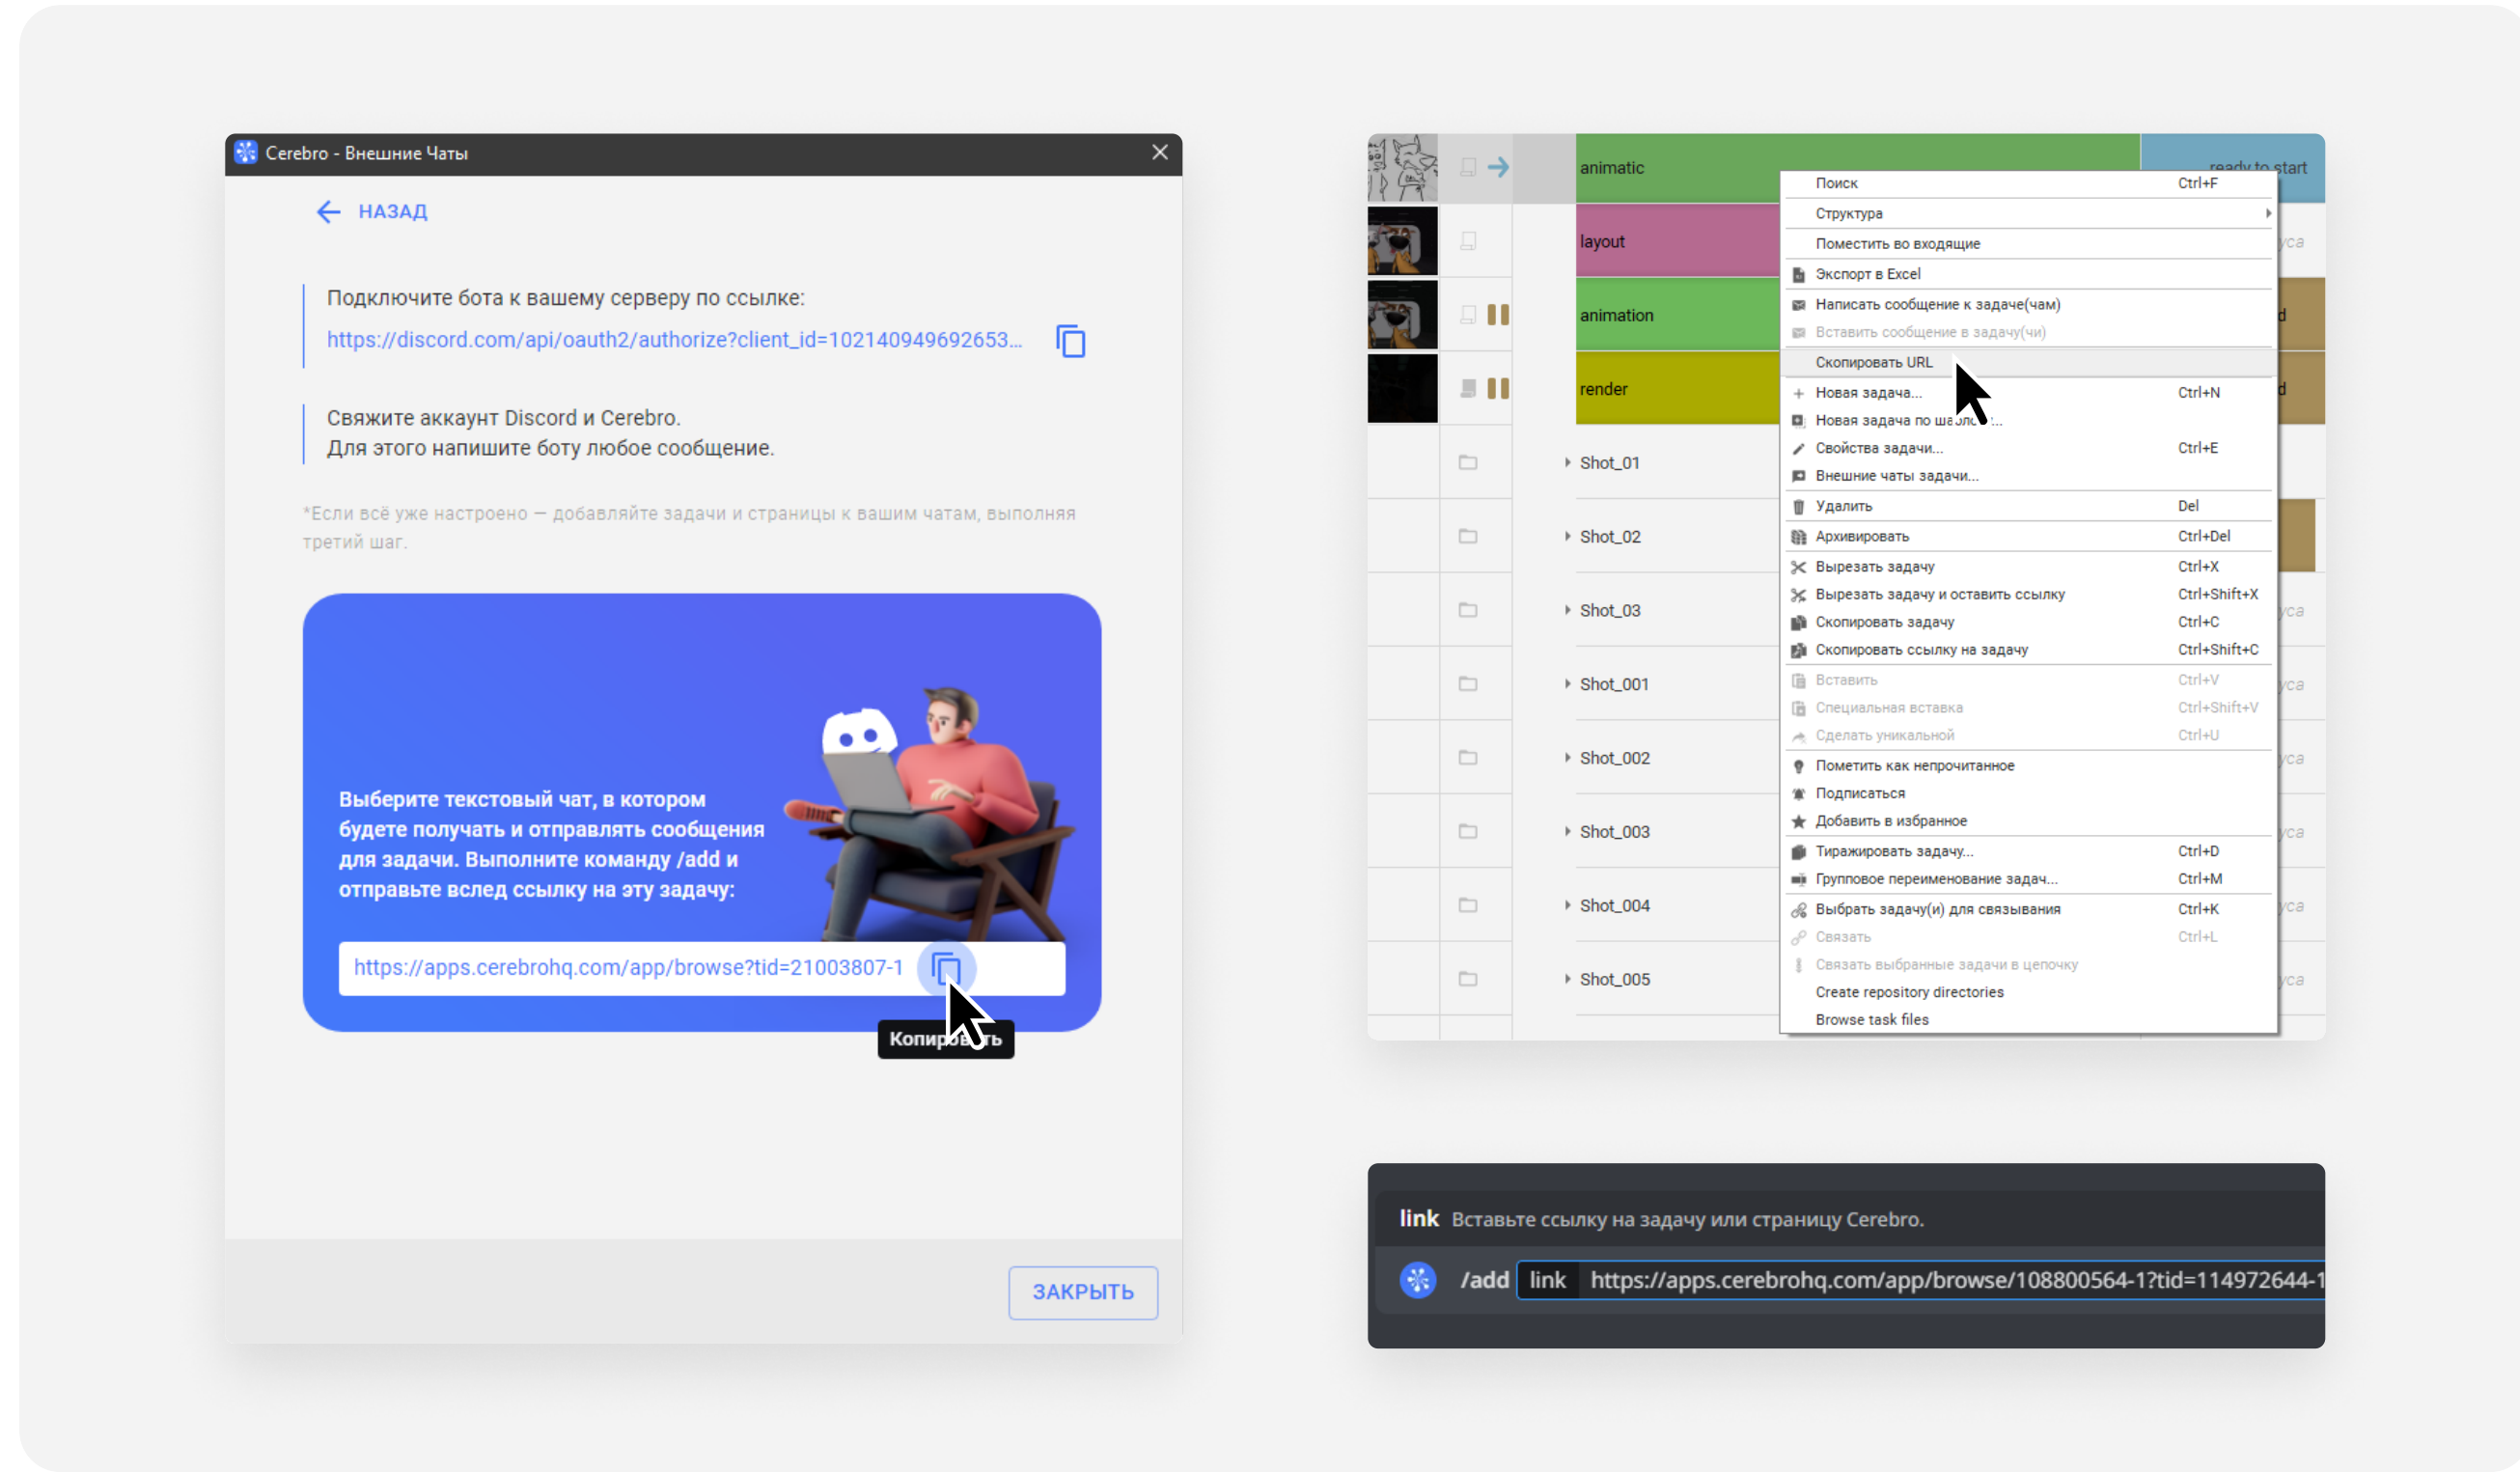 Cerebro - Внешние Чаты
НАЗАД
Подключите бота к вашему серверу по ссылке:
https://discord.com/api/oauth2/authorize?client_id=102140949692653...
Свяжите аккаунт Discord и Cerebro.
Для этого напишите боту любое сообщение.
*Если всё уже настроено — добавляйте задачи и страницы к вашим чатам, выполняя
третий шаг.
Выберите текстовый чат, в котором
будете получать и отправлять сообщения
для задачи. Выполните команду /add и
отправьте вслед ссылку на эту задачу:
https://apps.cerebrohq.com/app/browse?tid=21003807-1
ЗАКРЫТЬ
animatic
ready to start
layout
animation
render
Shot_01
Shot_02
Shot_03
Shot_001
Shot_002
Shot_003
Shot_004
Shot_005
Поиск Ctrl+F
Структура
Поместить во входящие
Экспорт в Excel
Написать сообщение к задаче(чам)
Вставить сообщение в задачу(чи)
Скопировать URL
Новая задача... Ctrl+N
Новая задача по
Свойства задачи... Ctrl+E
Внешние чаты задачи...
Удалить Del
Архивировать Ctrl+Del
Вырезать задачу Ctrl+X
Вырезать задачу и оставить ссылку Ctrl+Shift+X
Скопировать задачу Ctrl+C
Скопировать ссылку на задачу Ctrl+Shift+C
Вставить Ctrl+V
Специальная вставка Ctrl+Shift+V
Сделать уникальной Ctrl+U
Пометить как непрочитанное
Подписаться
Добавить в избранное
Тиражировать задачу... Ctrl+D
Групповое переименование задач... Ctrl+M
Выбрать задачу(и) для связывания Ctrl+K
Связать Ctrl+L
Связать выбранные задачи в цепочку
Create repository directories
Browse task files
link Вставьте ссылку на задачу или страницу Cerebro.
/add link https://apps.cerebrohq.com/app/browse/108800564-1?tid=114972644-1